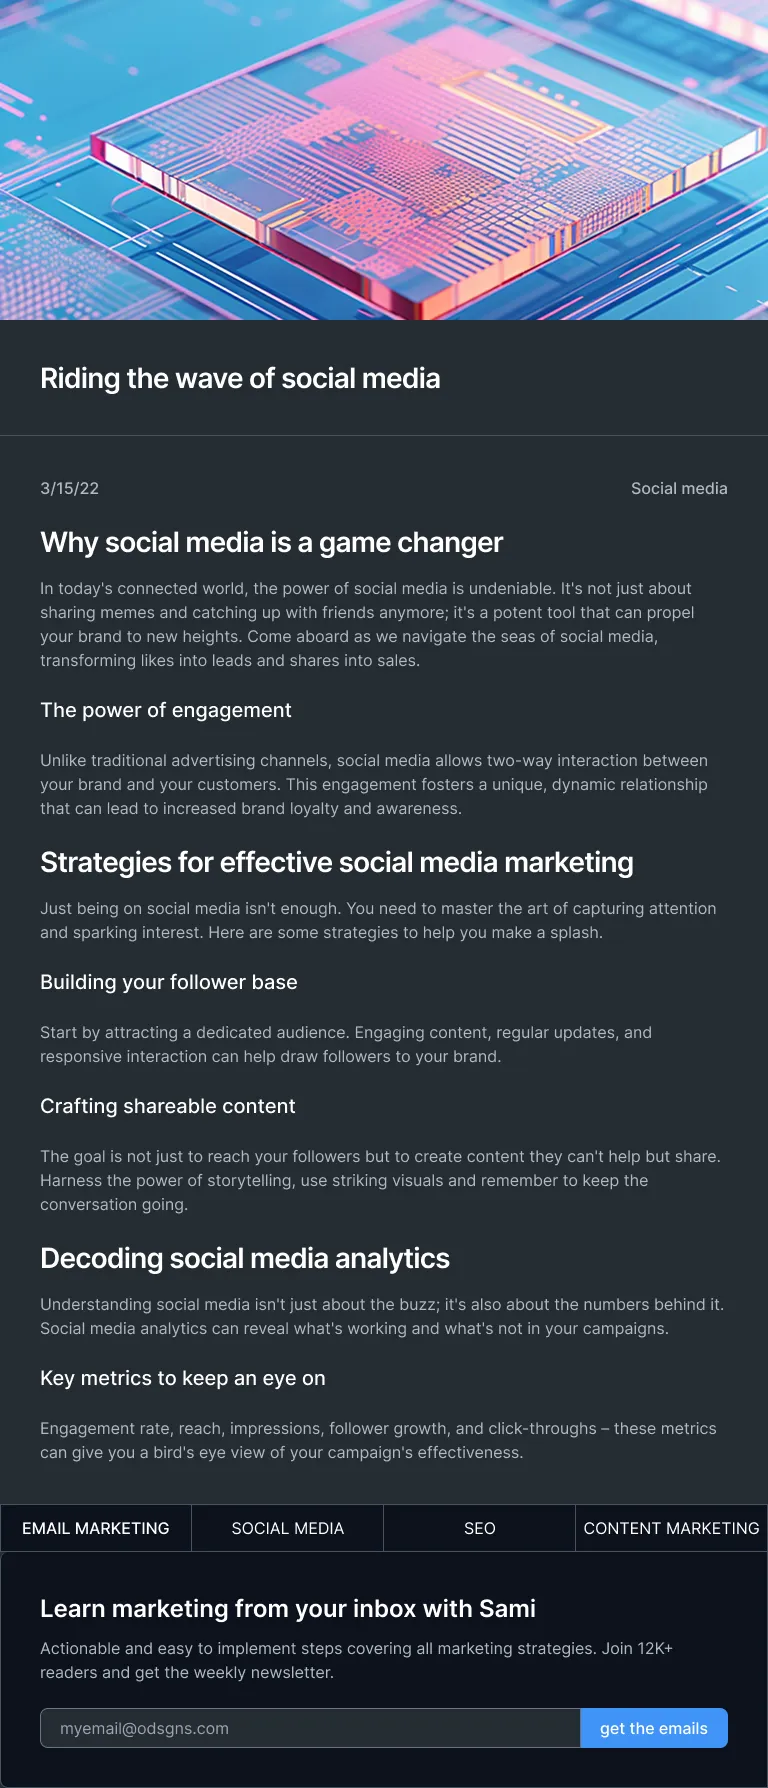 Riding the wave of social media
3/15/22
Social media
Why social media is a game changer
In today's connected world, the power of social media is undeniable. It's not just about
sharing memes and catching up with friends anymore; it's a potent tool that can propel
your brand to new heights. Come aboard as we navigate the seas of social media,
transforming likes into leads and shares into sales.
The power of engagement
Unlike traditional advertising channels, social media allows two-way interaction between
your brand and your customers. This engagement fosters a unique, dynamic relationship
that can lead to increased brand loyalty and awareness.
Strategies for effective social media marketing
Just being on social media isn't enough. You need to master the art of capturing attention
and sparking interest. Here are some strategies to help you make a splash.
Building your follower base
Start by attracting a dedicated audience. Engaging content, regular updates, and
responsive interaction can help draw followers to your brand.
Crafting shareable content
The goal is not just to reach your followers but to create content they can't help but share.
Harness the power of storytelling, use striking visuals and remember to keep the
conversation going.
Decoding social media analytics
Understanding social media isn't just about the buzz; it's also about the numbers behind it.
Social media analytics can reveal what's working and what's not in your campaigns.
Key metrics to keep an eye on
Engagement rate, reach, impressions, follower growth, and click-throughs – these metrics
can give you a bird's eye view of your campaign's effectiveness.
EMAIL MARKETING
SOCIAL MEDIA
SEO
CONTENT MARKETING
Learn marketing from your inbox with Sami
Actionable and easy to implement steps covering all marketing strategies. Join 12K+
readers and get the weekly newsletter.
myemail@odsgns.com
get the emails